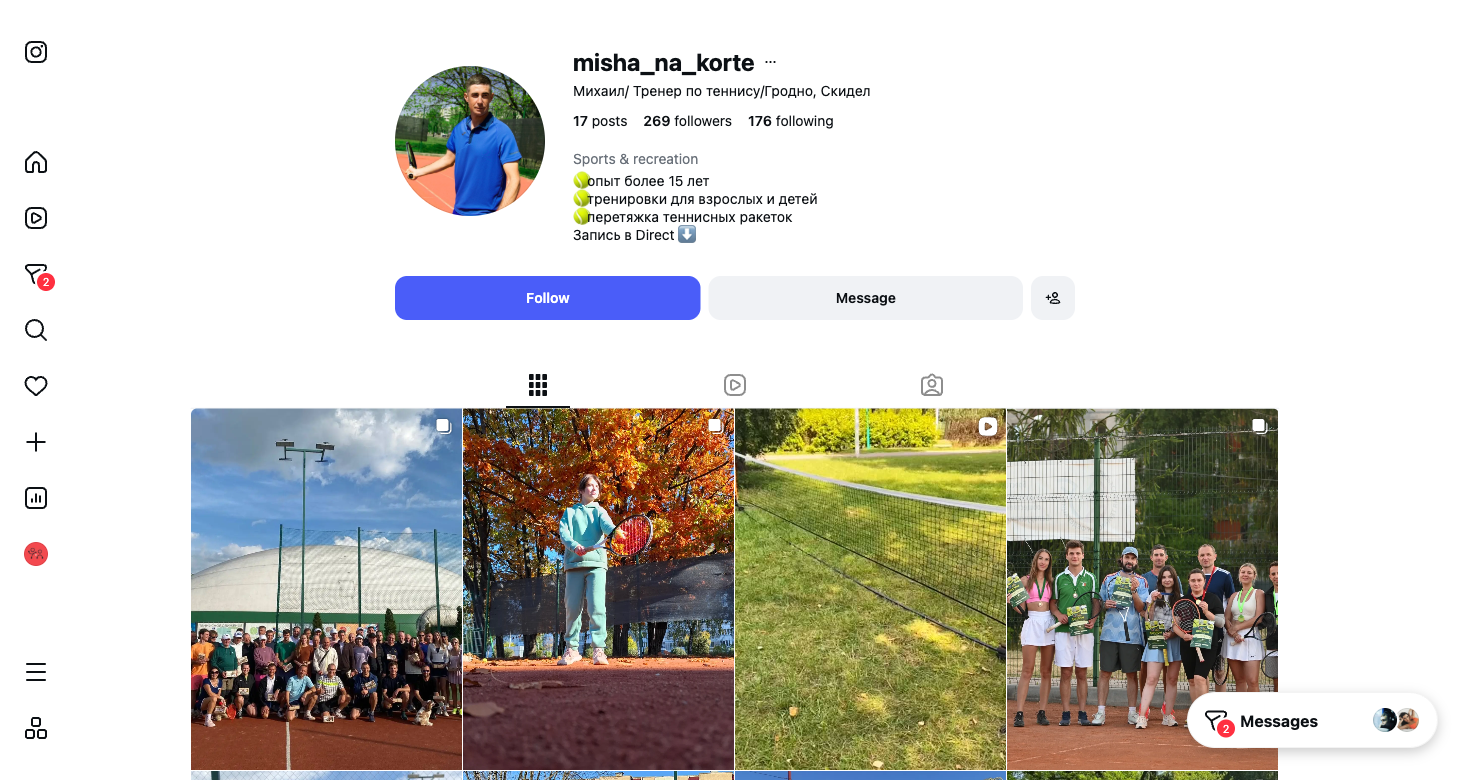 misha_na_korte ...
Михаил/ Тренер по теннису/Гродно, Скидел
17 posts 269 followers 176 following
Sports & recreation
опыт более 15 лет
тренировки для взрослых и детей
перетяжка теннисных ракеток
Запись в Direct
2
Follow
Message
2
Messages